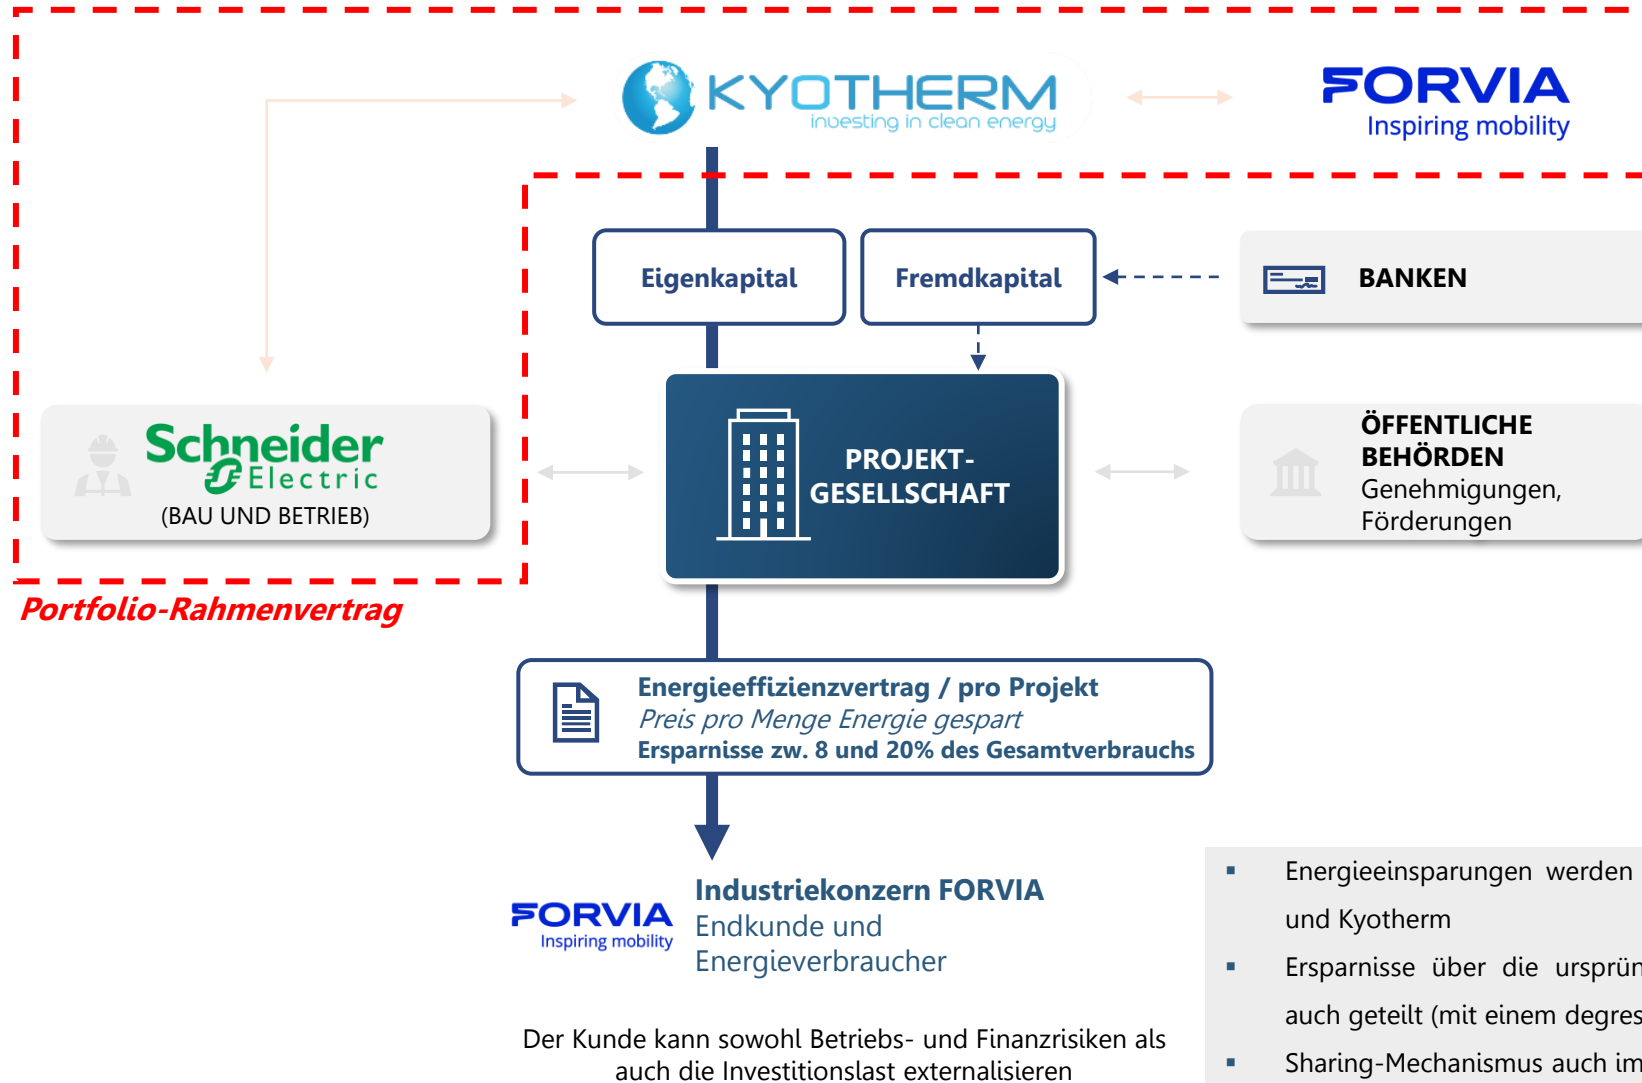 KYOTHERM
investing in clean energy
FORVIA
Inspiring mobility
Eigenkapital
Fremdkapital
BANKEN
Schneider
Electric
(BAU UND BETRIEB)
PROJEKT-
GESELLSCHAFT
ÖFFENTLICHE
BEHÖRDEN
Genehmigungen,
Förderungen
Portfolio-Rahmenvertrag
Energieeffizienzvertrag / pro Projekt
Preis pro Menge Energie gespart
Ersparnisse zw. 8 und 20% des Gesamtverbrauchs
FORVIA
Inspiring mobility
Industriekonzern FORVIA
Endkunde und
Energieverbraucher
Der Kunde kann sowohl Betriebs- und Finanzrisiken als
auch die Investitionslast externalisieren
▪ Energieeinsparungen werden
und Kyotherm
▪ Ersparnisse über die ursprün
auch geteilt (mit einem degres
▪ Sharing-Mechanismus auch im